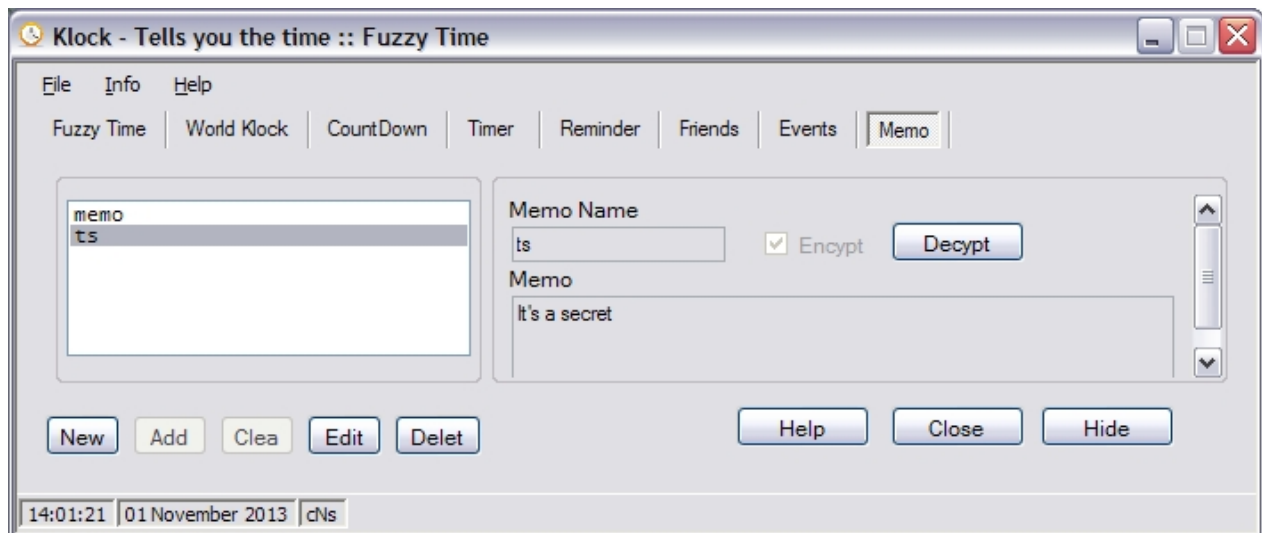 Klock - Tells you the time :: Fuzzy Time
File Info Help
Fuzzy Time World Klock CountDown Timer Reminder Friends Events Memo
memo
ts
Memo Name
ts Encypt Decypt
Memo
It's a secret
New Add Clea Edit Delet Help Close Hide
14:01:21 01 November 2013 cNs